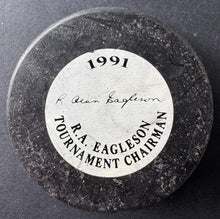 1991
R. Alan Eagleson
R.A. EAGLESON
TOURNAMENT CHAIRMAN